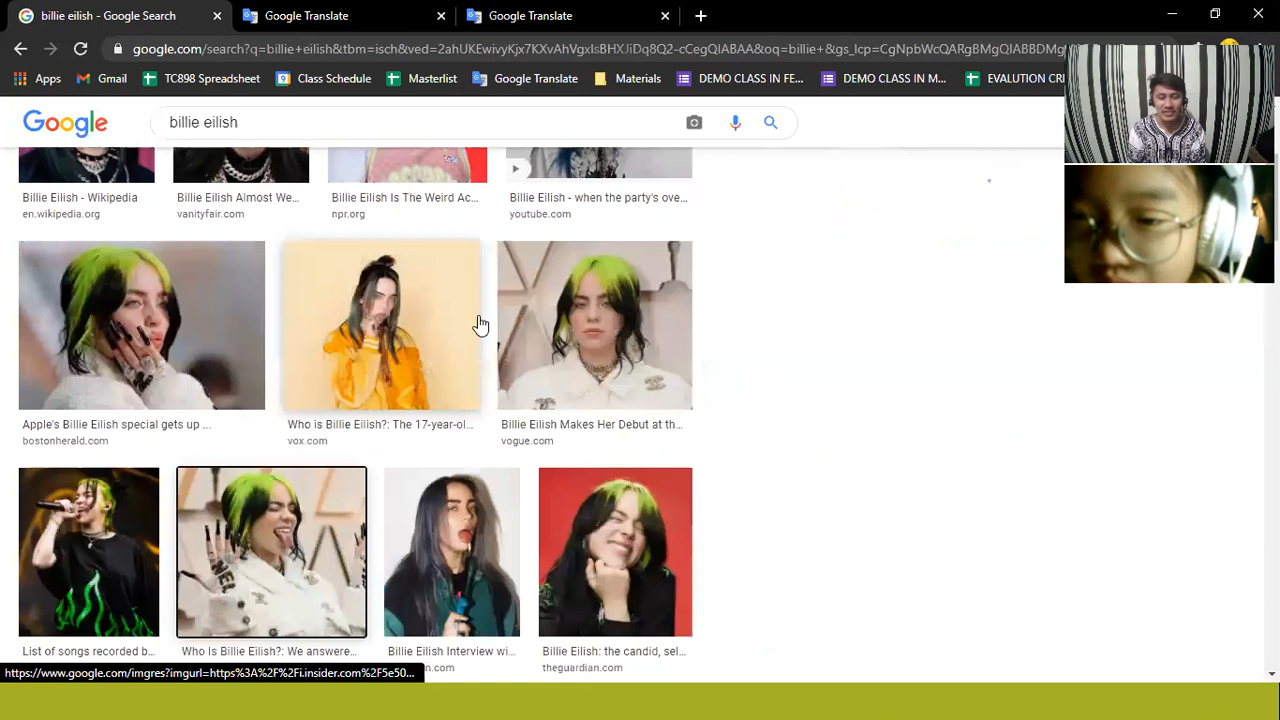 billie eilish - Google Search
Google Translate
Google Translate
google.com/search?q=billie+eilish&tbm=isch&ved=2ahUKEwivyKjx7KXvAhVgxIsBHXJiDq8Q2-cCegQIABAA&oq=billie+&gs_lcp=CgNpbWcQARgBMgQIABBDMg
Apps
Gmail
TC898 Spreadsheet
Class Schedule
Masterlist
Google Translate
Materials
DEMO CLASS IN FE...
DEMO CLASS IN M...
EVALUTION CRI
Google
billie eilish
Billie Eilish - Wikipedia
Billie Eilish Almost We...
Billie Eilish Is The Weird Ac...
Billie Eilish - when the party's ove...
en.wikipedia.org
vanityfair.com
npr.org
youtube.com
Apple's Billie Eilish special gets up ...
Who is Billie Eilish?: The 17-year-ol...
Billie Eilish Makes Her Debut at th...
bostonherald.com
vox.com
vogue.com
List of songs recorded b...
Who Is Billie Eilish?: We answere...
Billie Eilish Interview wi...
Billie Eilish: the candid, sel...
n.com
theguardian.com
https://www.google.com/imgres?imgurl=https%3A%2F%2Fi.insider.com%2F5e50...